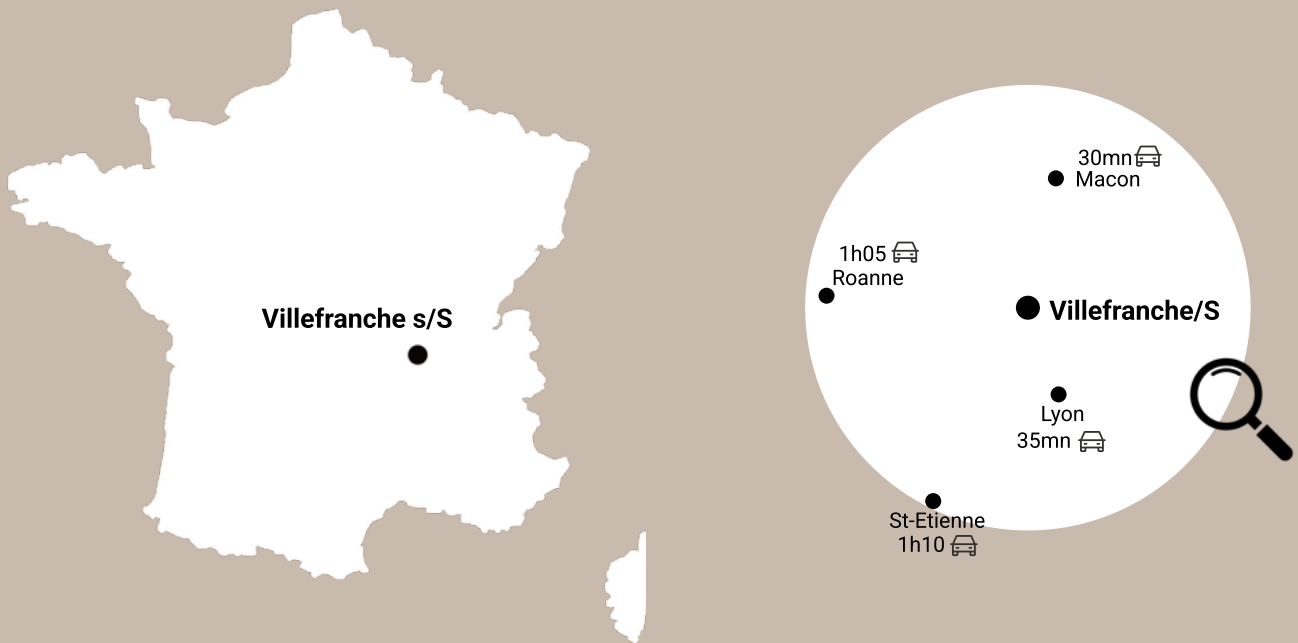 Villefranche s/S
30mn
Macon
1h05
Roanne
Villefranche/S
Lyon
35mn
St-Etienne
1h10